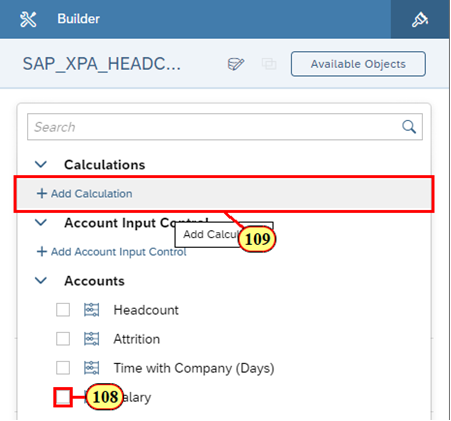 Builder
SAP_XPA_HEADC...
Available Objects
Search
Calculations
+ Add Calculation
Account Input Control
Add Calcu
109
+ Add Account Input Control
Accounts
Headcount
Attrition
Time with Company (Days)
108 alary